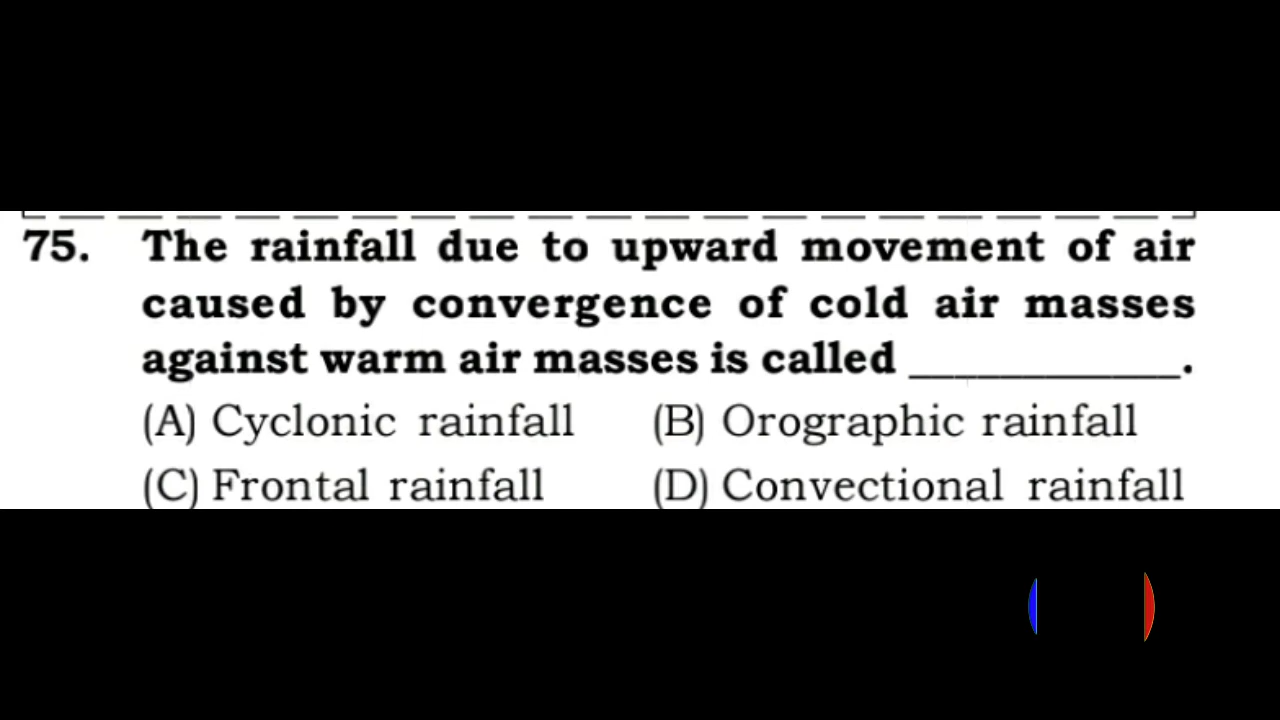 75. The rainfall due to upward movement of air
caused by convergence of cold air masses
against warm air masses is called ____________.
(A) Cyclonic rainfall (B) Orographic rainfall
(C) Frontal rainfall (D) Convectional rainfall